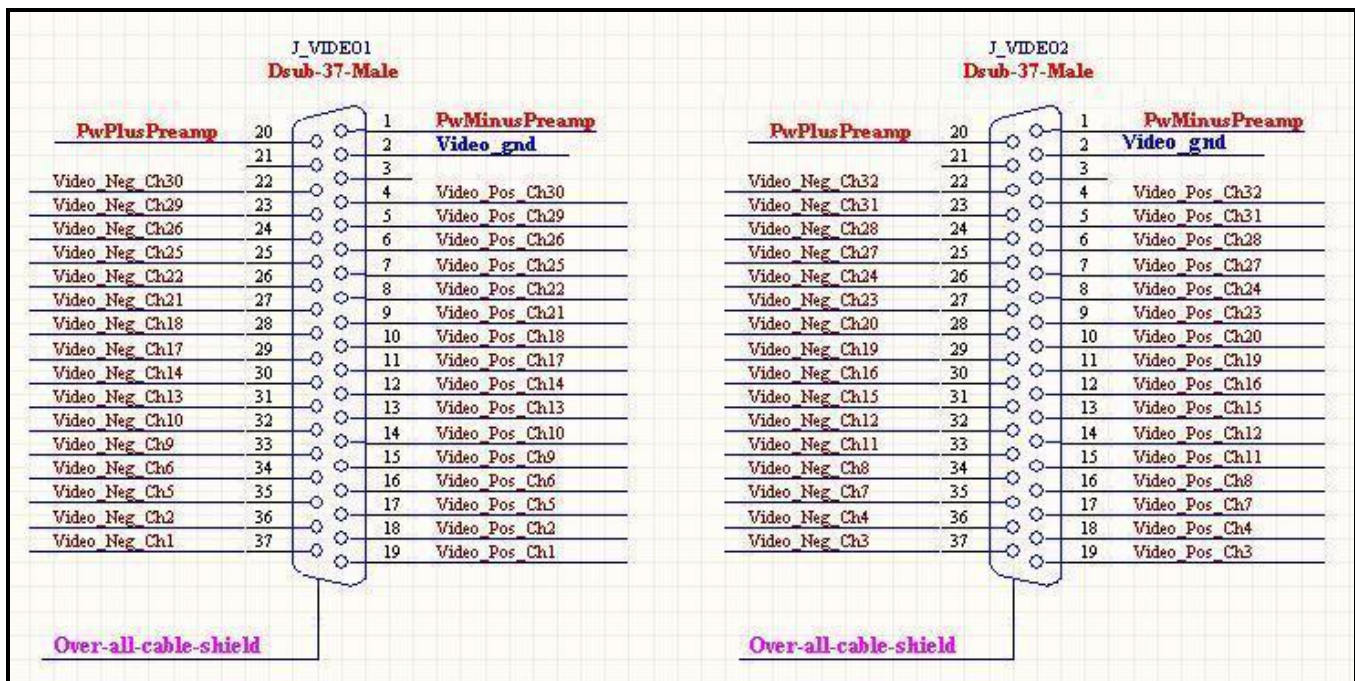 J_VIDEO1
Dsub-37-Male
PwPlusPreamp 20 1 PwMinusPreamp
21 2 Video_gnd
3
Video_Neg_Ch30 22 4 Video_Pos_Ch30
Video_Neg_Ch29 23 5 Video_Pos_Ch29
Video_Neg_Ch26 24 6 Video_Pos_Ch26
Video_Neg_Ch25 25 7 Video_Pos_Ch25
Video_Neg_Ch22 26 8 Video_Pos_Ch22
Video_Neg_Ch21 27 9 Video_Pos_Ch21
Video_Neg_Ch18 28 10 Video_Pos_Ch18
Video_Neg_Ch17 29 11 Video_Pos_Ch17
Video_Neg_Ch14 30 12 Video_Pos_Ch14
Video_Neg_Ch13 31 13 Video_Pos_Ch13
Video_Neg_Ch10 32 14 Video_Pos_Ch10
Video_Neg_Ch9 33 15 Video_Pos_Ch9
Video_Neg_Ch6 34 16 Video_Pos_Ch6
Video_Neg_Ch5 35 17 Video_Pos_Ch5
Video_Neg_Ch2 36 18 Video_Pos_Ch2
Video_Neg_Ch1 37 19 Video_Pos_Ch1
Over-all-cable-shield
J_VIDEO2
Dsub-37-Male
PwPlusPreamp 20 1 PwMinusPreamp
21 2 Video_gnd
3
Video_Neg_Ch32 22 4 Video_Pos_Ch32
Video_Neg_Ch31 23 5 Video_Pos_Ch31
Video_Neg_Ch28 24 6 Video_Pos_Ch28
Video_Neg_Ch27 25 7 Video_Pos_Ch27
Video_Neg_Ch24 26 8 Video_Pos_Ch24
Video_Neg_Ch23 27 9 Video_Pos_Ch23
Video_Neg_Ch20 28 10 Video_Pos_Ch20
Video_Neg_Ch19 29 11 Video_Pos_Ch19
Video_Neg_Ch16 30 12 Video_Pos_Ch16
Video_Neg_Ch15 31 13 Video_Pos_Ch15
Video_Neg_Ch12 32 14 Video_Pos_Ch12
Video_Neg_Ch11 33 15 Video_Pos_Ch11
Video_Neg_Ch8 34 16 Video_Pos_Ch8
Video_Neg_Ch7 35 17 Video_Pos_Ch7
Video_Neg_Ch4 36 18 Video_Pos_Ch4
Video_Neg_Ch3 37 19 Video_Pos_Ch3
Over-all-cable-shield